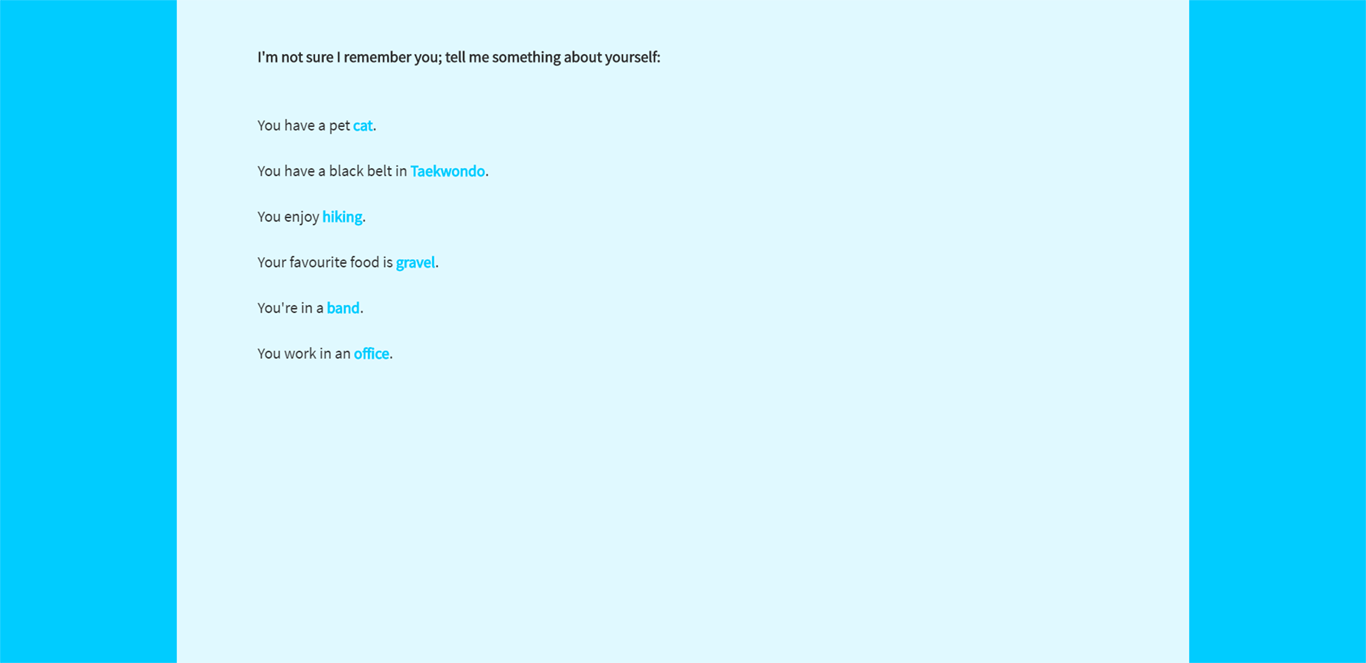 I'm not sure I remember you; tell me something about yourself:
You have a pet cat.
You have a black belt in Taekwondo.
You enjoy hiking.
Your favourite food is gravel.
You're in a band.
You work in an office.